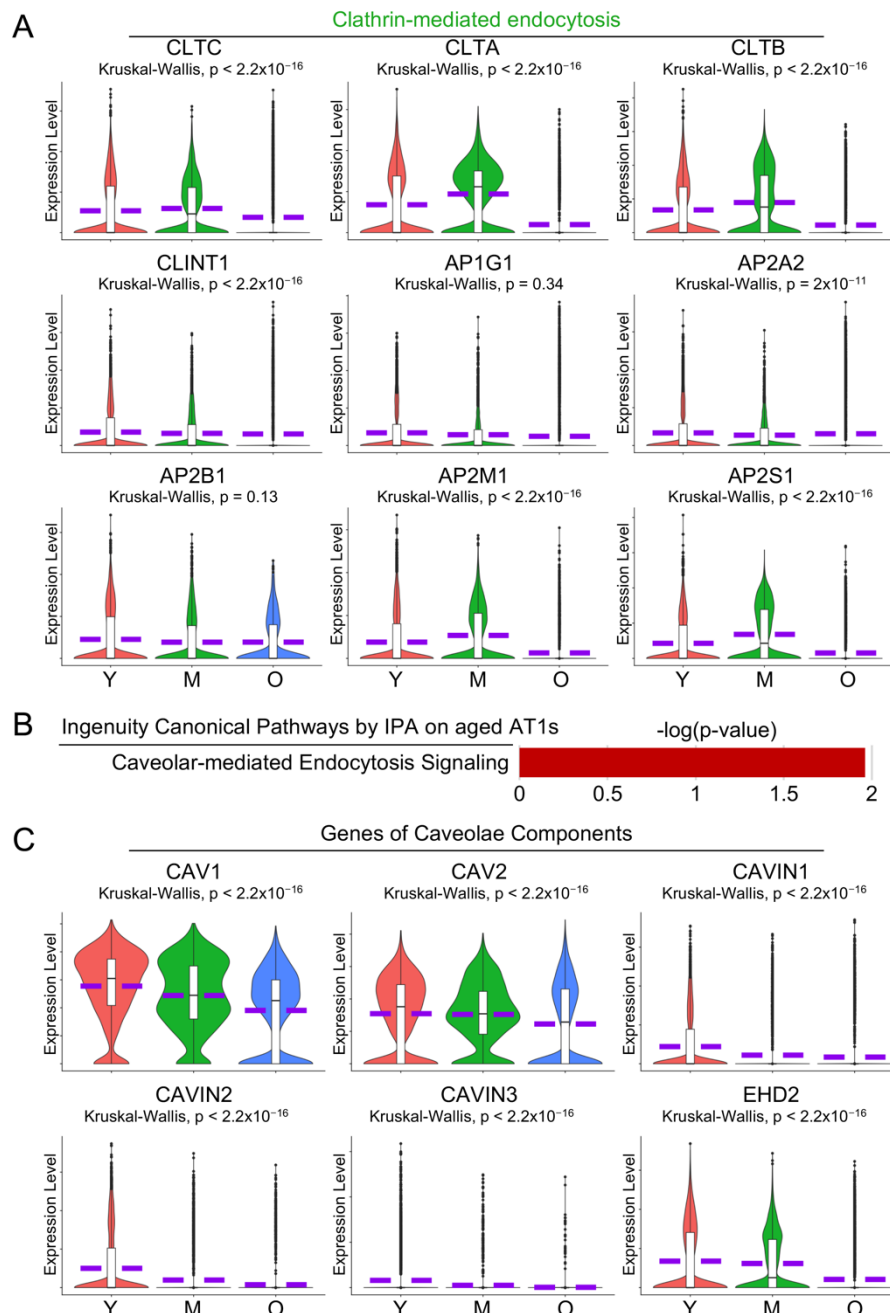 A
Clathrin-mediated endocytosis
CLTC CLTA CLTB
Kruskal-Wallis, p < 2.2x10⁻¹⁶ Kruskal-Wallis, p < 2.2x10⁻¹⁶ Kruskal-Wallis, p < 2.2x10⁻¹⁶
Expression Level Expression Level Expression Level
CLINT1 AP1G1 AP2A2
Kruskal-Wallis, p < 2.2x10⁻¹⁶ Kruskal-Wallis, p = 0.34 Kruskal-Wallis, p = 2x10⁻¹¹
Expression Level Expression Level Expression Level
AP2B1 AP2M1 AP2S1
Kruskal-Wallis, p = 0.13 Kruskal-Wallis, p < 2.2x10⁻¹⁶ Kruskal-Wallis, p < 2.2x10⁻¹⁶
Expression Level Expression Level Expression Level
Y M O Y M O Y M O
B
Ingenuity Canonical Pathways by IPA on aged AT1s -log(p-value)
Caveolar-mediated Endocytosis Signaling
0 0.5 1 1.5 2
C
Genes of Caveolae Components
CAV1 CAV2 CAVIN1
Kruskal-Wallis, p < 2.2x10⁻¹⁶ Kruskal-Wallis, p < 2.2x10⁻¹⁶ Kruskal-Wallis, p < 2.2x10⁻¹⁶
Expression Level Expression Level Expression Level
CAVIN2 CAVIN3 EHD2
Kruskal-Wallis, p < 2.2x10⁻¹⁶ Kruskal-Wallis, p < 2.2x10⁻¹⁶ Kruskal-Wallis, p < 2.2x10⁻¹⁶
Expression Level Expression Level Expression Level
Y M O Y M O Y M O